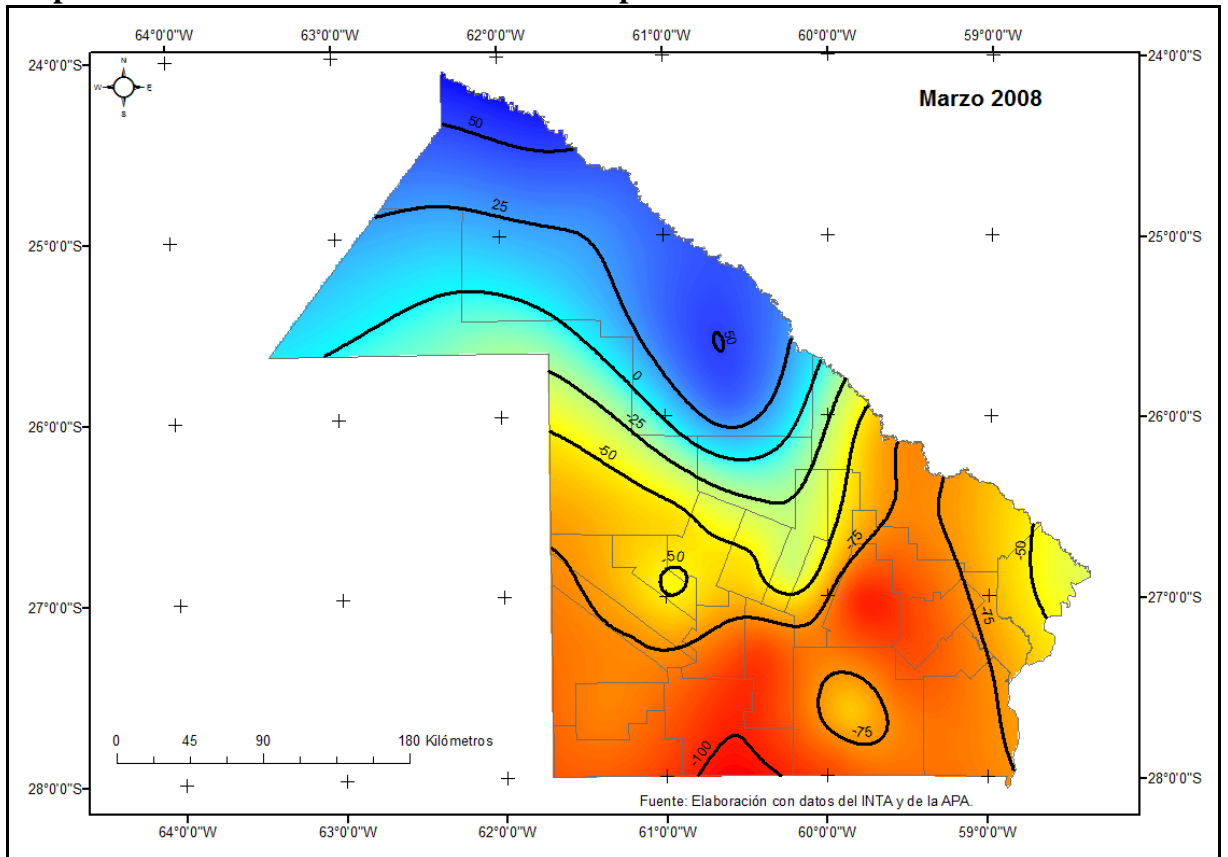 64°0'0"W 63°0'0"W 62°0'0"W 61°0'0"W 60°0'0"W 59°0'0"W
24°0'0"S 24°0'0"S
N
W E
S
Marzo 2008
50
25
25°0'0"S 25°0'0"S
50
0
-25
26°0'0"S 26°0'0"S
-50
-75
-50
-50
27°0'0"S 27°0'0"S
-75
-75
-100
0 45 90 180 Kilómetros
28°0'0"S 28°0'0"S
Fuente: Elaboración con datos del INTA y de la APA.
64°0'0"W 63°0'0"W 62°0'0"W 61°0'0"W 60°0'0"W 59°0'0"W